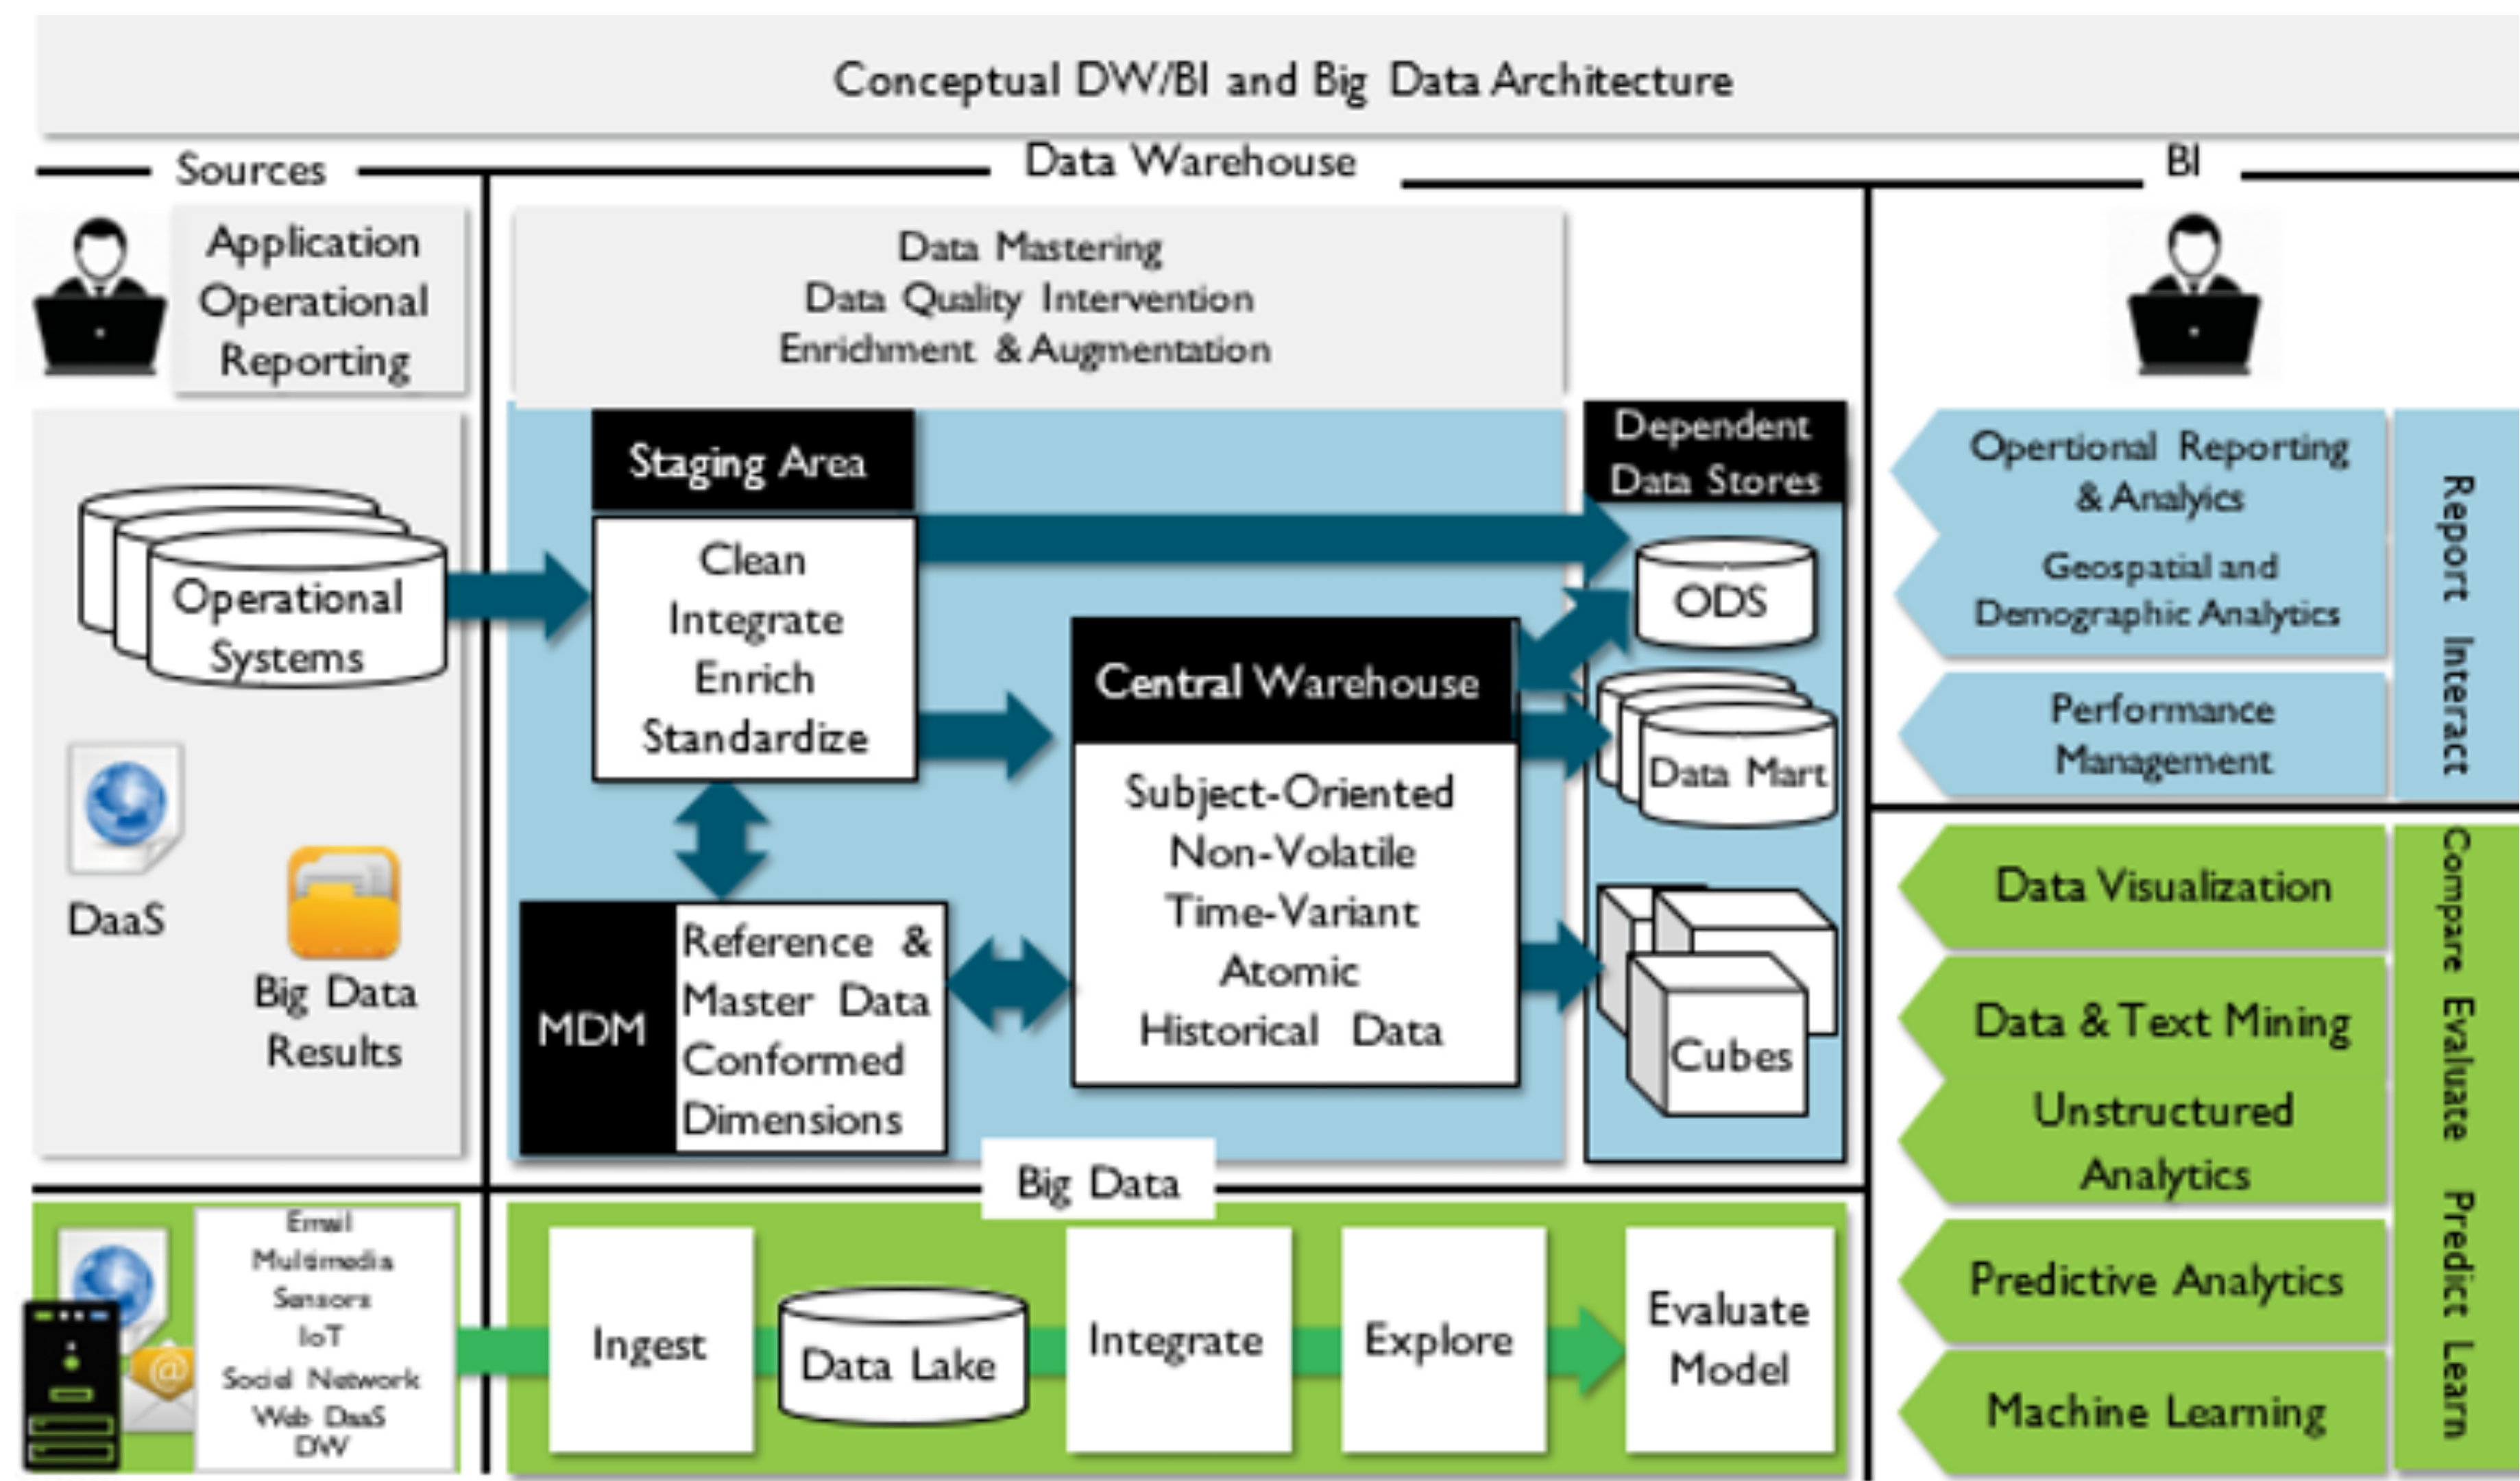 Conceptual DW/BI and Big Data Architecture
Sources
Data Warehouse
BI
Application
Operational
Reporting
Data Mastering
Data Quality Intervention
Enrichment & Augmentation
Operational
Systems
DaaS
Big Data
Results
Staging Area
Clean
Integrate
Enrich
Standardize
MDM
Reference &
Master Data
Conformed
Dimensions
Central Warehouse
Subject-Oriented
Non-Volatile
Time-Variant
Atomic
Historical Data
Dependent
Data Stores
ODS
Data Mart
Cubes
Opertional Reporting
& Analyics
Geospatial and
Demographic Analytics
Performance
Management
Report Interact
Data Visualization
Data & Text Mining
Unstructured
Analytics
Predictive Analytics
Machine Learning
Compare Evaluate Predict Learn
Big Data
Email
Multimedia
Sensors
IoT
Social Network
Web DaaS
DW
Ingest
Data Lake
Integrate
Explore
Evaluate
Model